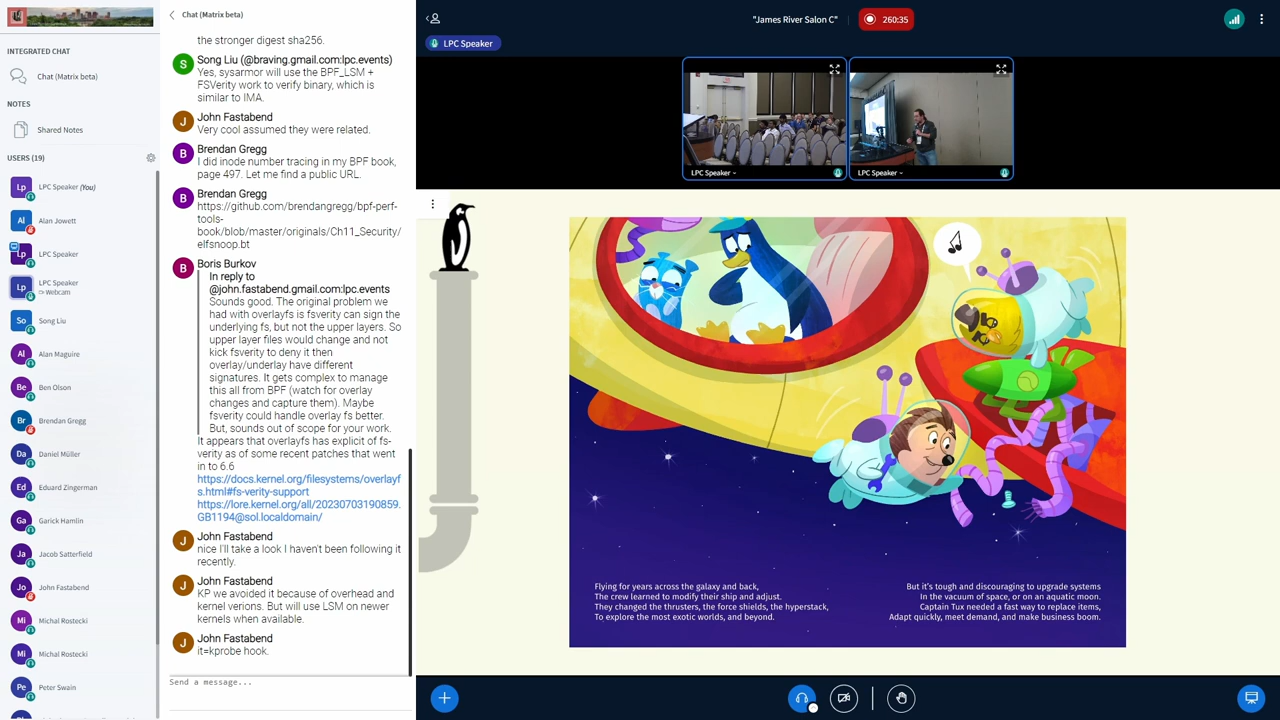 INTEGRATED CHAT
Chat (Matrix beta)
NOTES
Shared Notes
USERS (19)
Lp
LPC Speaker (You)
Al
Alan Jowett
Lp
LPC Speaker
Lp
LPC Speaker
Webcam
So
Song Liu
Al
Alan Maguire
Be
Ben Olson
Br
Brendan Gregg
Da
Daniel Müller
Ed
Eduard Zingerman
Ga
Garick Hamlin
Ja
Jacob Satterfield
Jo
John Fastabend
Mi
Michal Rostecki
Mi
Michal Rostecki
Pe
Peter Swain
Chat (Matrix beta)
the stronger digest sha256.
S
Song Liu (@braving.gmail.com:lpc.events)
Yes, sysarmor will use the BPF_LSM +
FSVerity work to verify binary, which is
similar to IMA.
J
John Fastabend
Very cool assumed they were related.
B
Brendan Gregg
I did inode number tracing in my BPF book,
page 497. Let me find a public URL.
B
Brendan Gregg
https://github.com/brendangregg/bpf-perf-
tools-
book/blob/master/originals/Ch11_Security/
elfsnoop.bt
B
Boris Burkov
In reply to
@john.fastabend.gmail.com:lpc.events
Sounds good. The original problem we
had with overlayfs is fsverity can sign the
underlying fs, but not the upper layers. So
upper layer files would change and not
kick fsverity to deny it then
overlay/underlay have different
signatures. It gets complex to manage
this all from BPF (watch for overlay
changes and capture them). Maybe
fsverity could handle overlay fs better.
But, sounds out of scope for your work.
It appears that overlayfs has explicit of fs-
verity as of some recent patches that went
in to 6.6
https://docs.kernel.org/filesystems/overlayf
s.html#fs-verity-support
https://lore.kernel.org/all/20230703190859.
GB1194@sol.localdomain/
J
John Fastabend
nice I'll take a look I haven't been following it
recently.
J
John Fastabend
KP we avoided it because of overhead and
kernel verions. But will use LSM on newer
kernels when available.
J
John Fastabend
it=kprobe hook.
Send a message...
"James River Salon C"
260:35
LPC Speaker
LPC Speaker
LPC Speaker
Flying for years across the galaxy and back,
The crew learned to modify their ship and adjust.
They changed the thrusters, the force shields, the hyperstack,
To explore the most exotic worlds, and beyond.
But it's tough and discouraging to upgrade systems
In the vacuum of space, or on an aquatic moon.
Captain Tux needed a fast way to replace items,
Adapt quickly, meet demand, and make business boom.